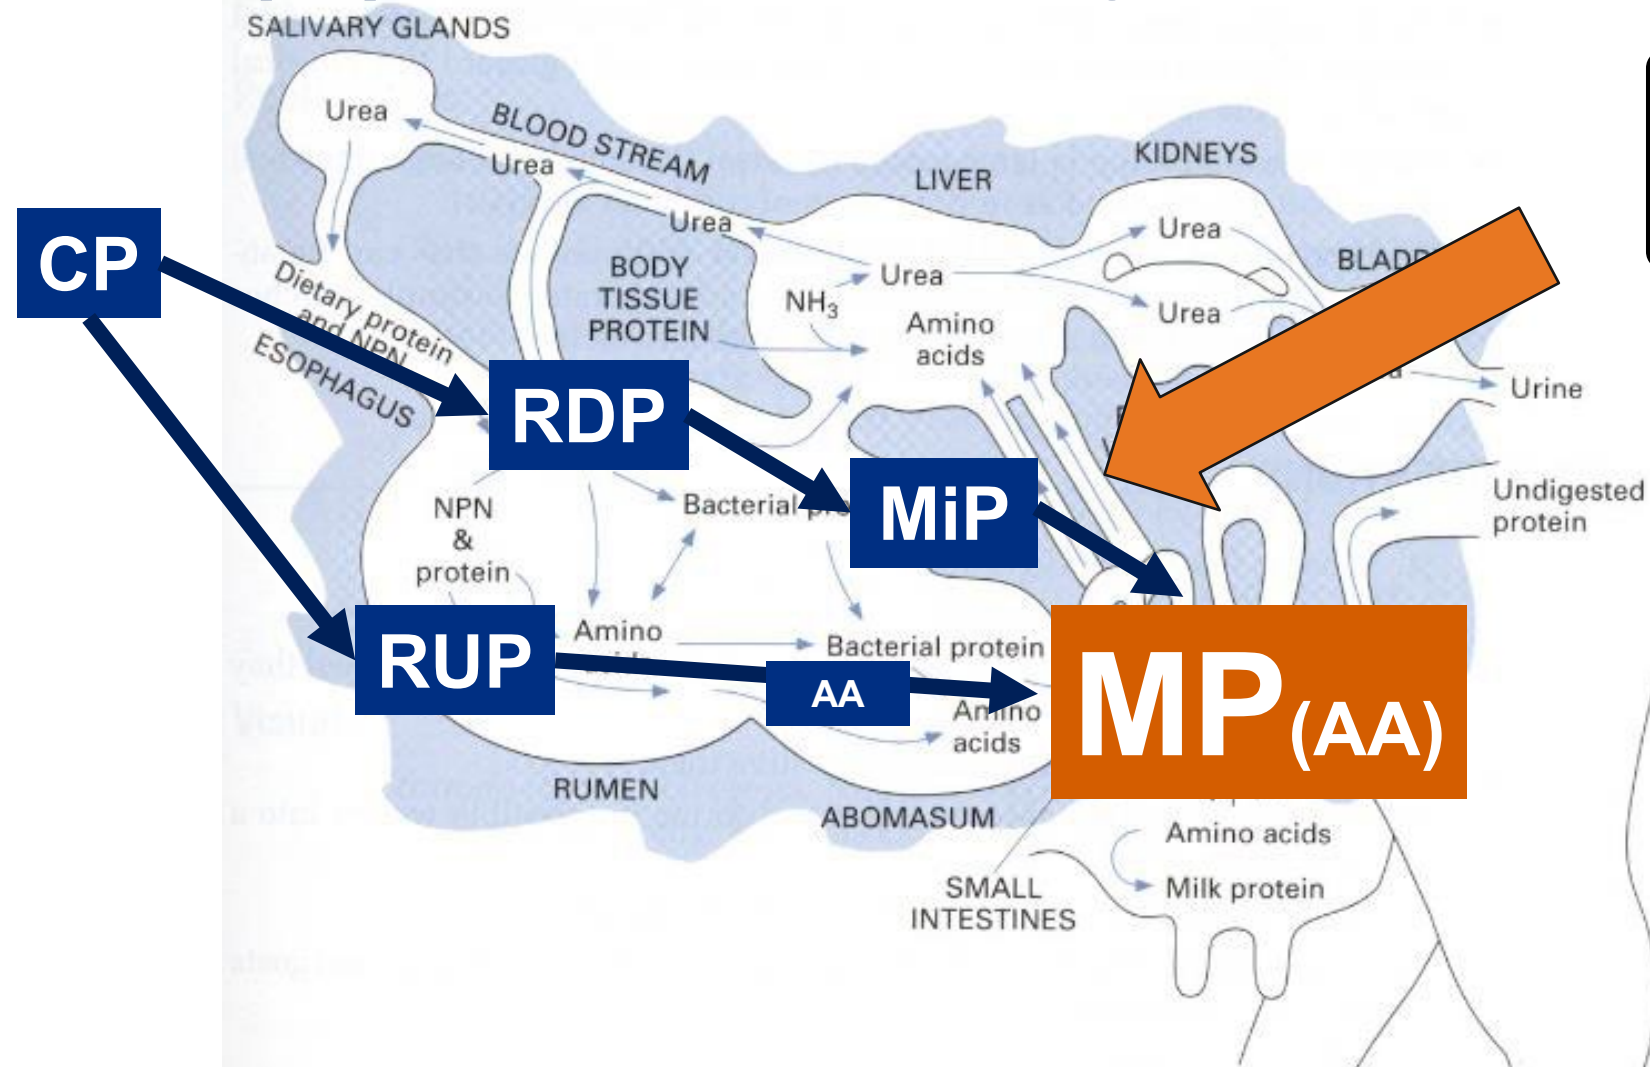 SALIVARY GLANDS
Urea
BLOOD STREAM
Urea
Urea
LIVER
KIDNEYS
Urea
Urea
BLADD
CP
Dietary protein
and NPN
ESOPHAGUS
BODY
TISSUE
PROTEIN
NH3
Urea
Amino
acids
Urine
RDP
NPN
&
protein
Bacterial
MiP
Undigested
protein
Amino
Bacterial protein
RUP
AA
Amino
acids
MP (AA)
RUMEN
ABOMASUM
SMALL
INTESTINES
Amino acids
Milk protein